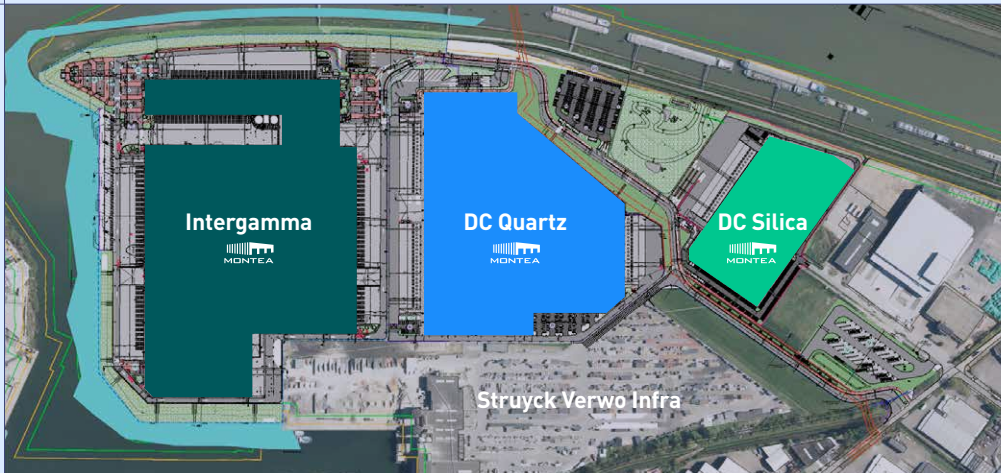 Intergamma
MONTEA
DC Quartz
MONTEA
DC Silica
MONTEA
Struyck Verwo Infra